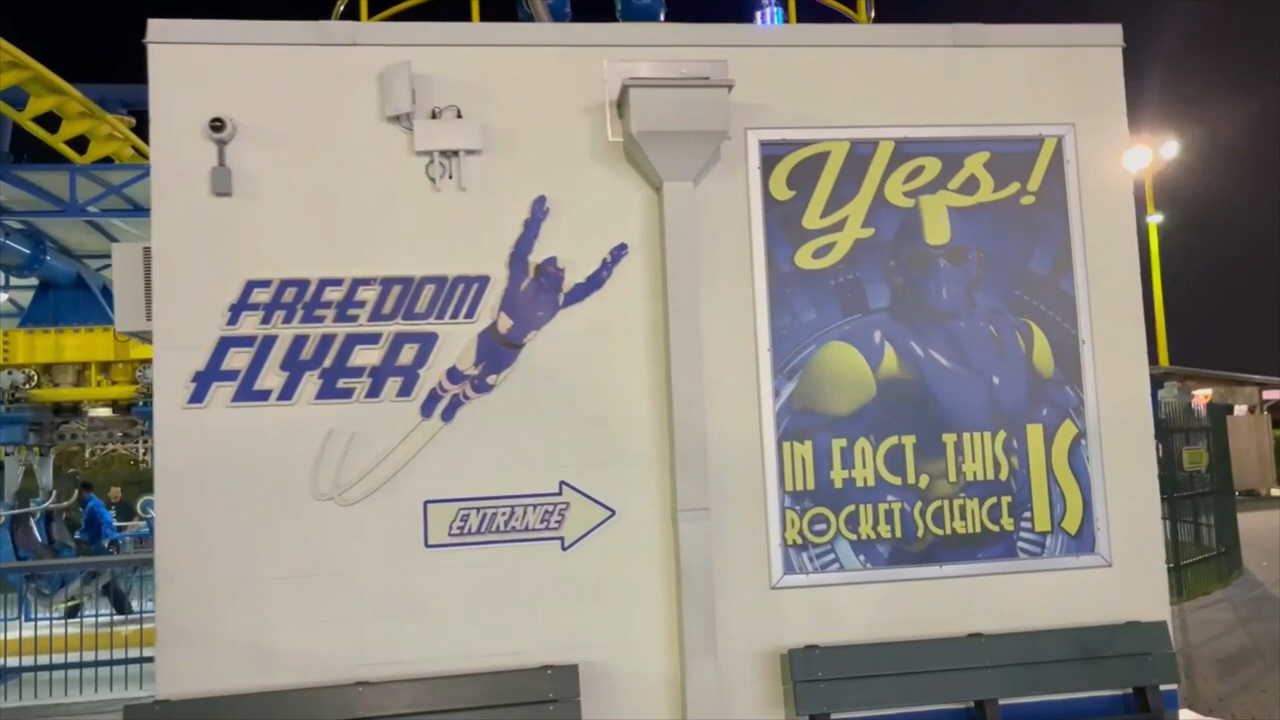 FREEDOM
FLYER
ENTRANCE
Yes!
IN FACT, THIS IS
ROCKET SCIENCE